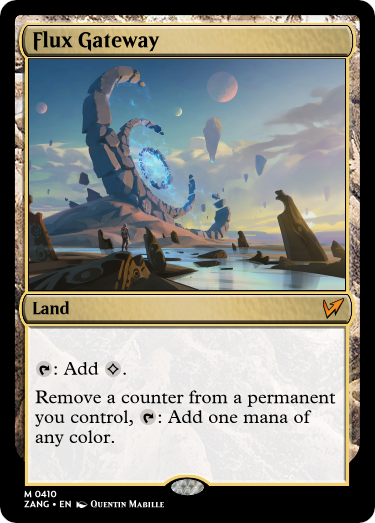 Flux Gateway
Land
: Add .
Remove a counter from a permanent
you control, : Add one mana of
any color.
M 0410
ZANG • EN Quentin Mabille